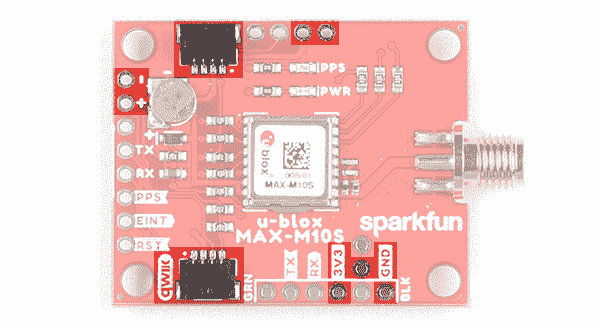 PPS
PWR
-
+
+
TX
RX
PPS
EINT
RST
u
blox
MAX-M10S
u-blox
MAX-M10S
sparkfun
qwiic
GRN
TX
RX
3V3
GND
BLK